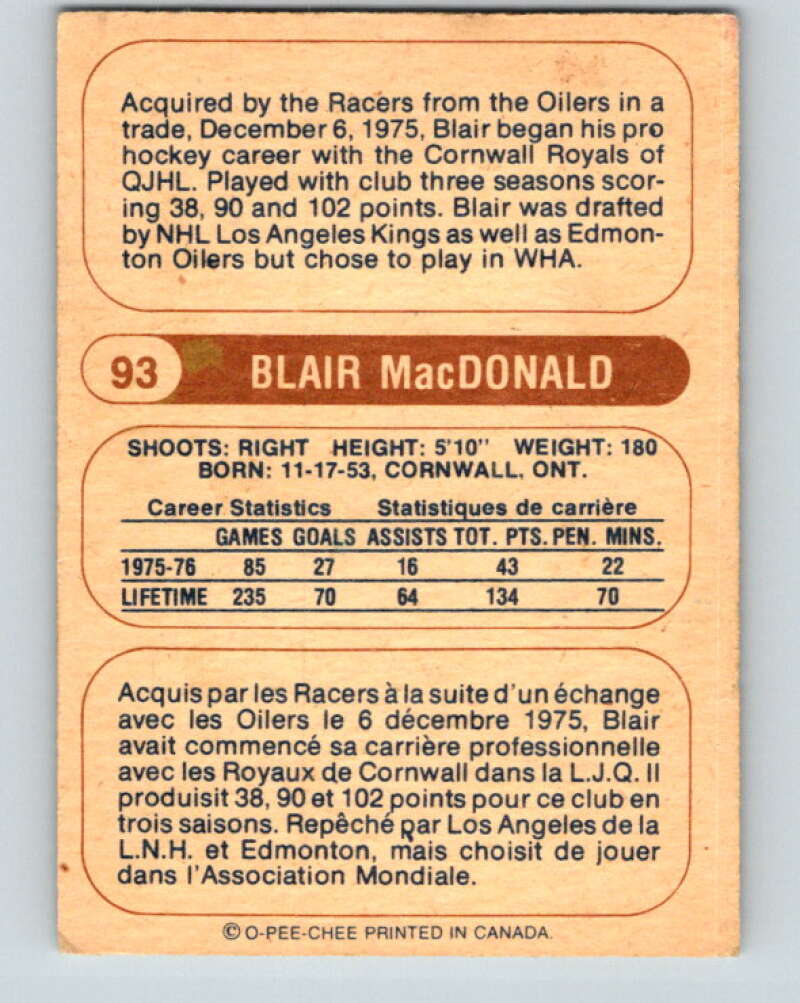 Acquired by the Racers from the Oilers in a
trade, December 6, 1975, Blair began his pro
hockey career with the Cornwall Royals of
QJHL. Played with club three seasons scor-
ing 38, 90 and 102 points. Blair was drafted
by NHL Los Angeles Kings as well as Edmon-
ton Oilers but chose to play in WHA.
93 BLAIR MacDONALD
SHOOTS: RIGHT HEIGHT: 5'10" WEIGHT: 180
BORN: 11-17-53, CORNWALL, ONT.
Career Statistics Statistiques de carrière
GAMES GOALS ASSISTS TOT. PTS. PEN. MINS.
1975-76 85 27 16 43 22
LIFETIME 235 70 64 134 70
Acquis par les Racers à la suite d'un échange
avec les Oilers le 6 décembre 1975, Blair
avait commencé sa carrière professionnelle
avec les Royaux de Cornwall dans la L.J.Q. Il
produisit 38, 90 et 102 points pour ce club en
trois saisons. Repêché par Los Angeles de la
L.N.H. et Edmonton, mais choisit de jouer
dans l'Association Mondiale.
© O-PEE-CHEE PRINTED IN CANADA.